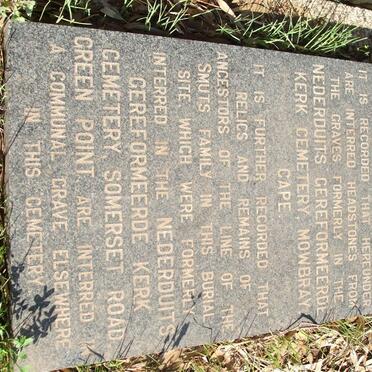 IT IS RECORDED THAT HEREUNDER
ARE INTERRED HEADSTONES FROM
THE GRAVES FORMERLY IN THE
NEDERDUITS GEREFORMEERDE
KERK CEMETERY MOWBRAY
CAPE
IT IS FURTHER RECORDED THAT
RELICS AND REMAINS OF
ANCESTORS OF THE LINE OF THE
SMUTS FAMILY IN THIS BURIAL
SITE, WHICH WERE FORMERLY
INTERRED IN THE NEDERDUITS
GEREFORMEERDE KERK
CEMETERY SOMERSET ROAD
GREEN POINT ARE INTERRED IN
A COMMUNAL GRAVE ELSEWHERE
IN THIS CEMETERY